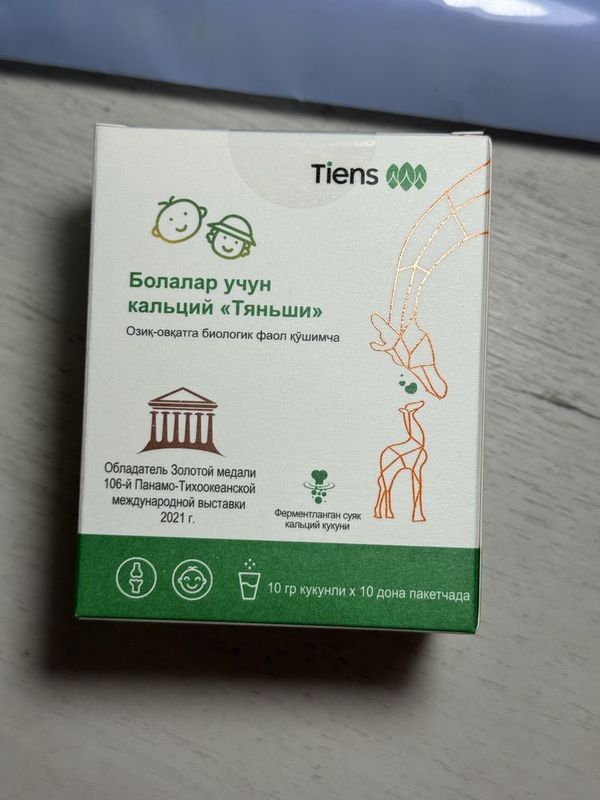 Tiens
Болалар учун
кальций «Тяньши»
Озиқ-овқатга биологик фаол қўшимча
Обладатель Золотой медали
106-й Панамо-Тихоокеанской
международной выставки
2021 г.
Ферментланган суяк
кальций кукуни
10 гр кукунли х 10 дона пакетчада